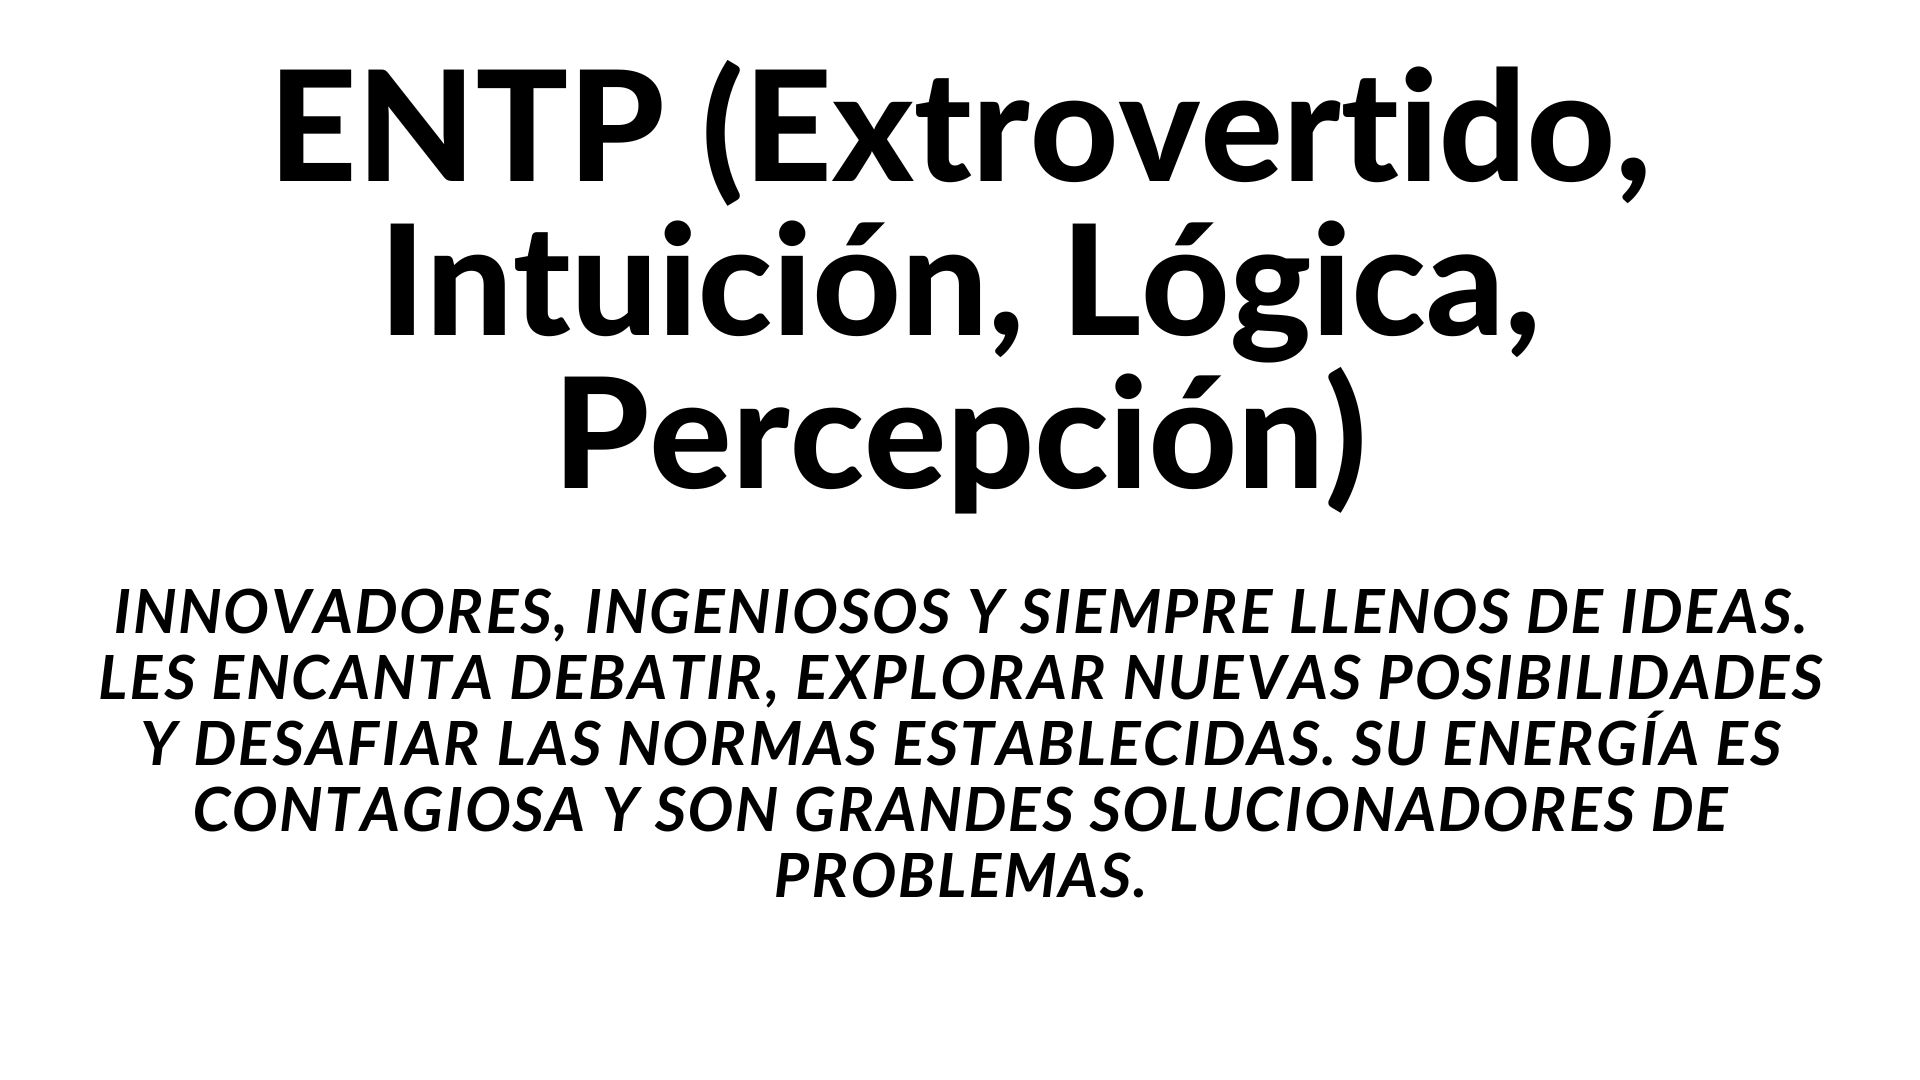 ENTP (Extrovertido,
Intuición, Lógica,
Percepción)
INNOVADORES, INGENIOSOS Y SIEMPRE LLENOS DE IDEAS.
LES ENCANTA DEBATIR, EXPLORAR NUEVAS POSIBILIDADES
Y DESAFIAR LAS NORMAS ESTABLECIDAS. SU ENERGÍA ES
CONTAGIOSA Y SON GRANDES SOLUCIONADORES DE
PROBLEMAS.